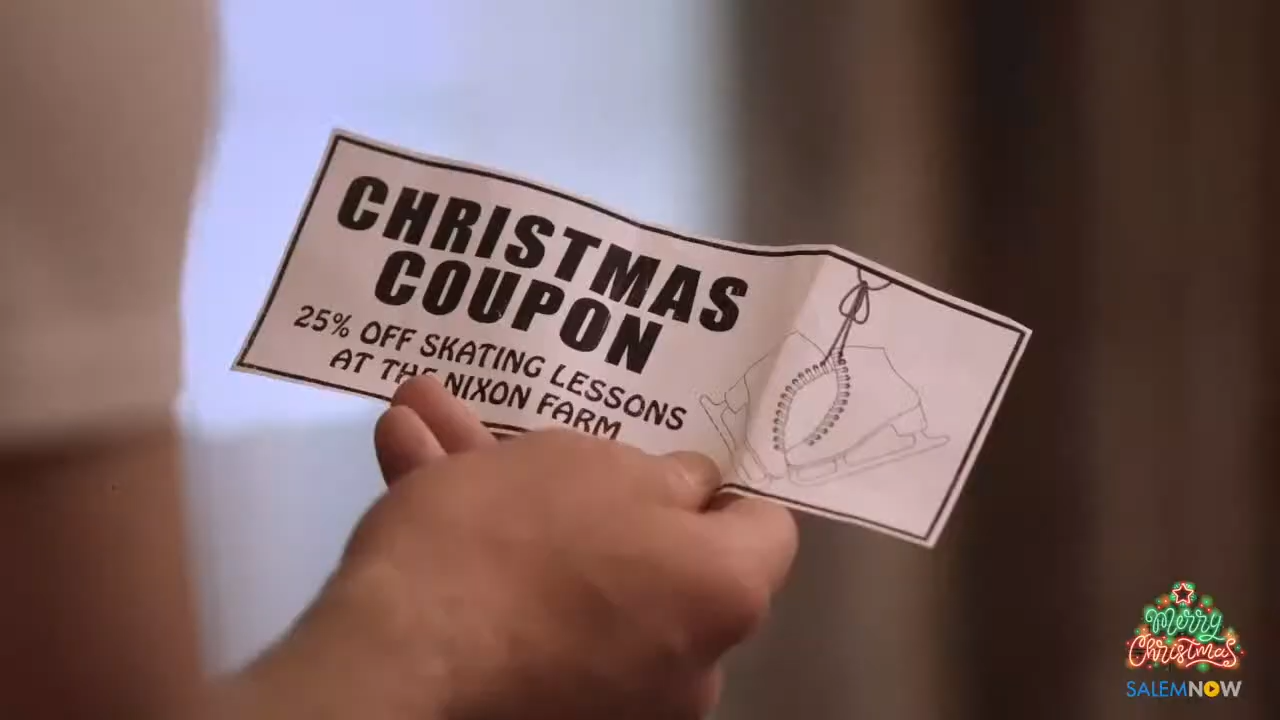 CHRISTMAS
COUPON
25% OFF SKATING LESSONS
AT THE NIXON FARM
Merry
Christmas
SALEMNOW